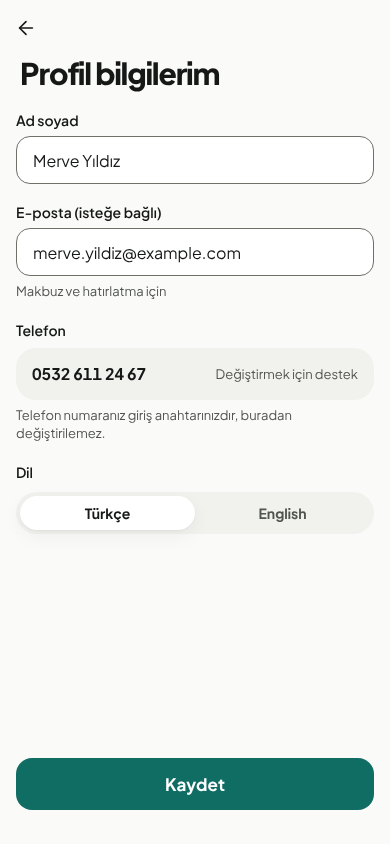 Profil bilgilerim
Ad soyad
Merve Yıldız
E-posta (isteğe bağlı)
merve.yildiz@example.com
Makbuz ve hatırlatma için
Telefon
0532 611 24 67 Değiştirmek için destek
Telefon numaranız giriş anahtarınızdır, buradan
değiştirilemez.
Dil
Türkçe English
Kaydet